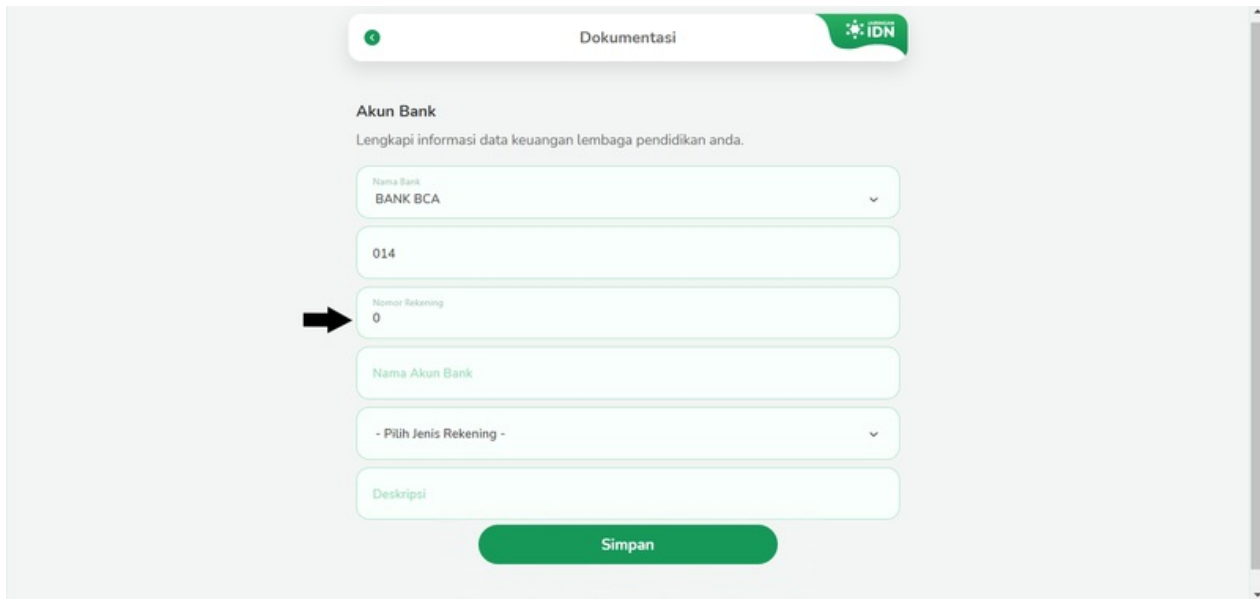 Dokumentasi
JARINGAN
IDN
Akun Bank
Lengkapi informasi data keuangan lembaga pendidikan anda.
Nama Bank
BANK BCA
014
Nomor Rekening
0
Nama Akun Bank
- Pilih Jenis Rekening -
Deskripsi
Simpan